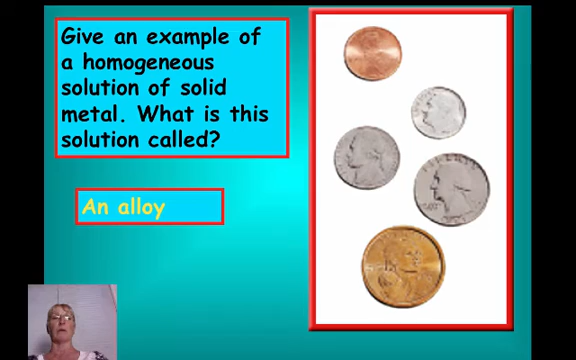 Give an example of
a homogeneous
solution of solid
metal. What is this
solution called?
An alloy